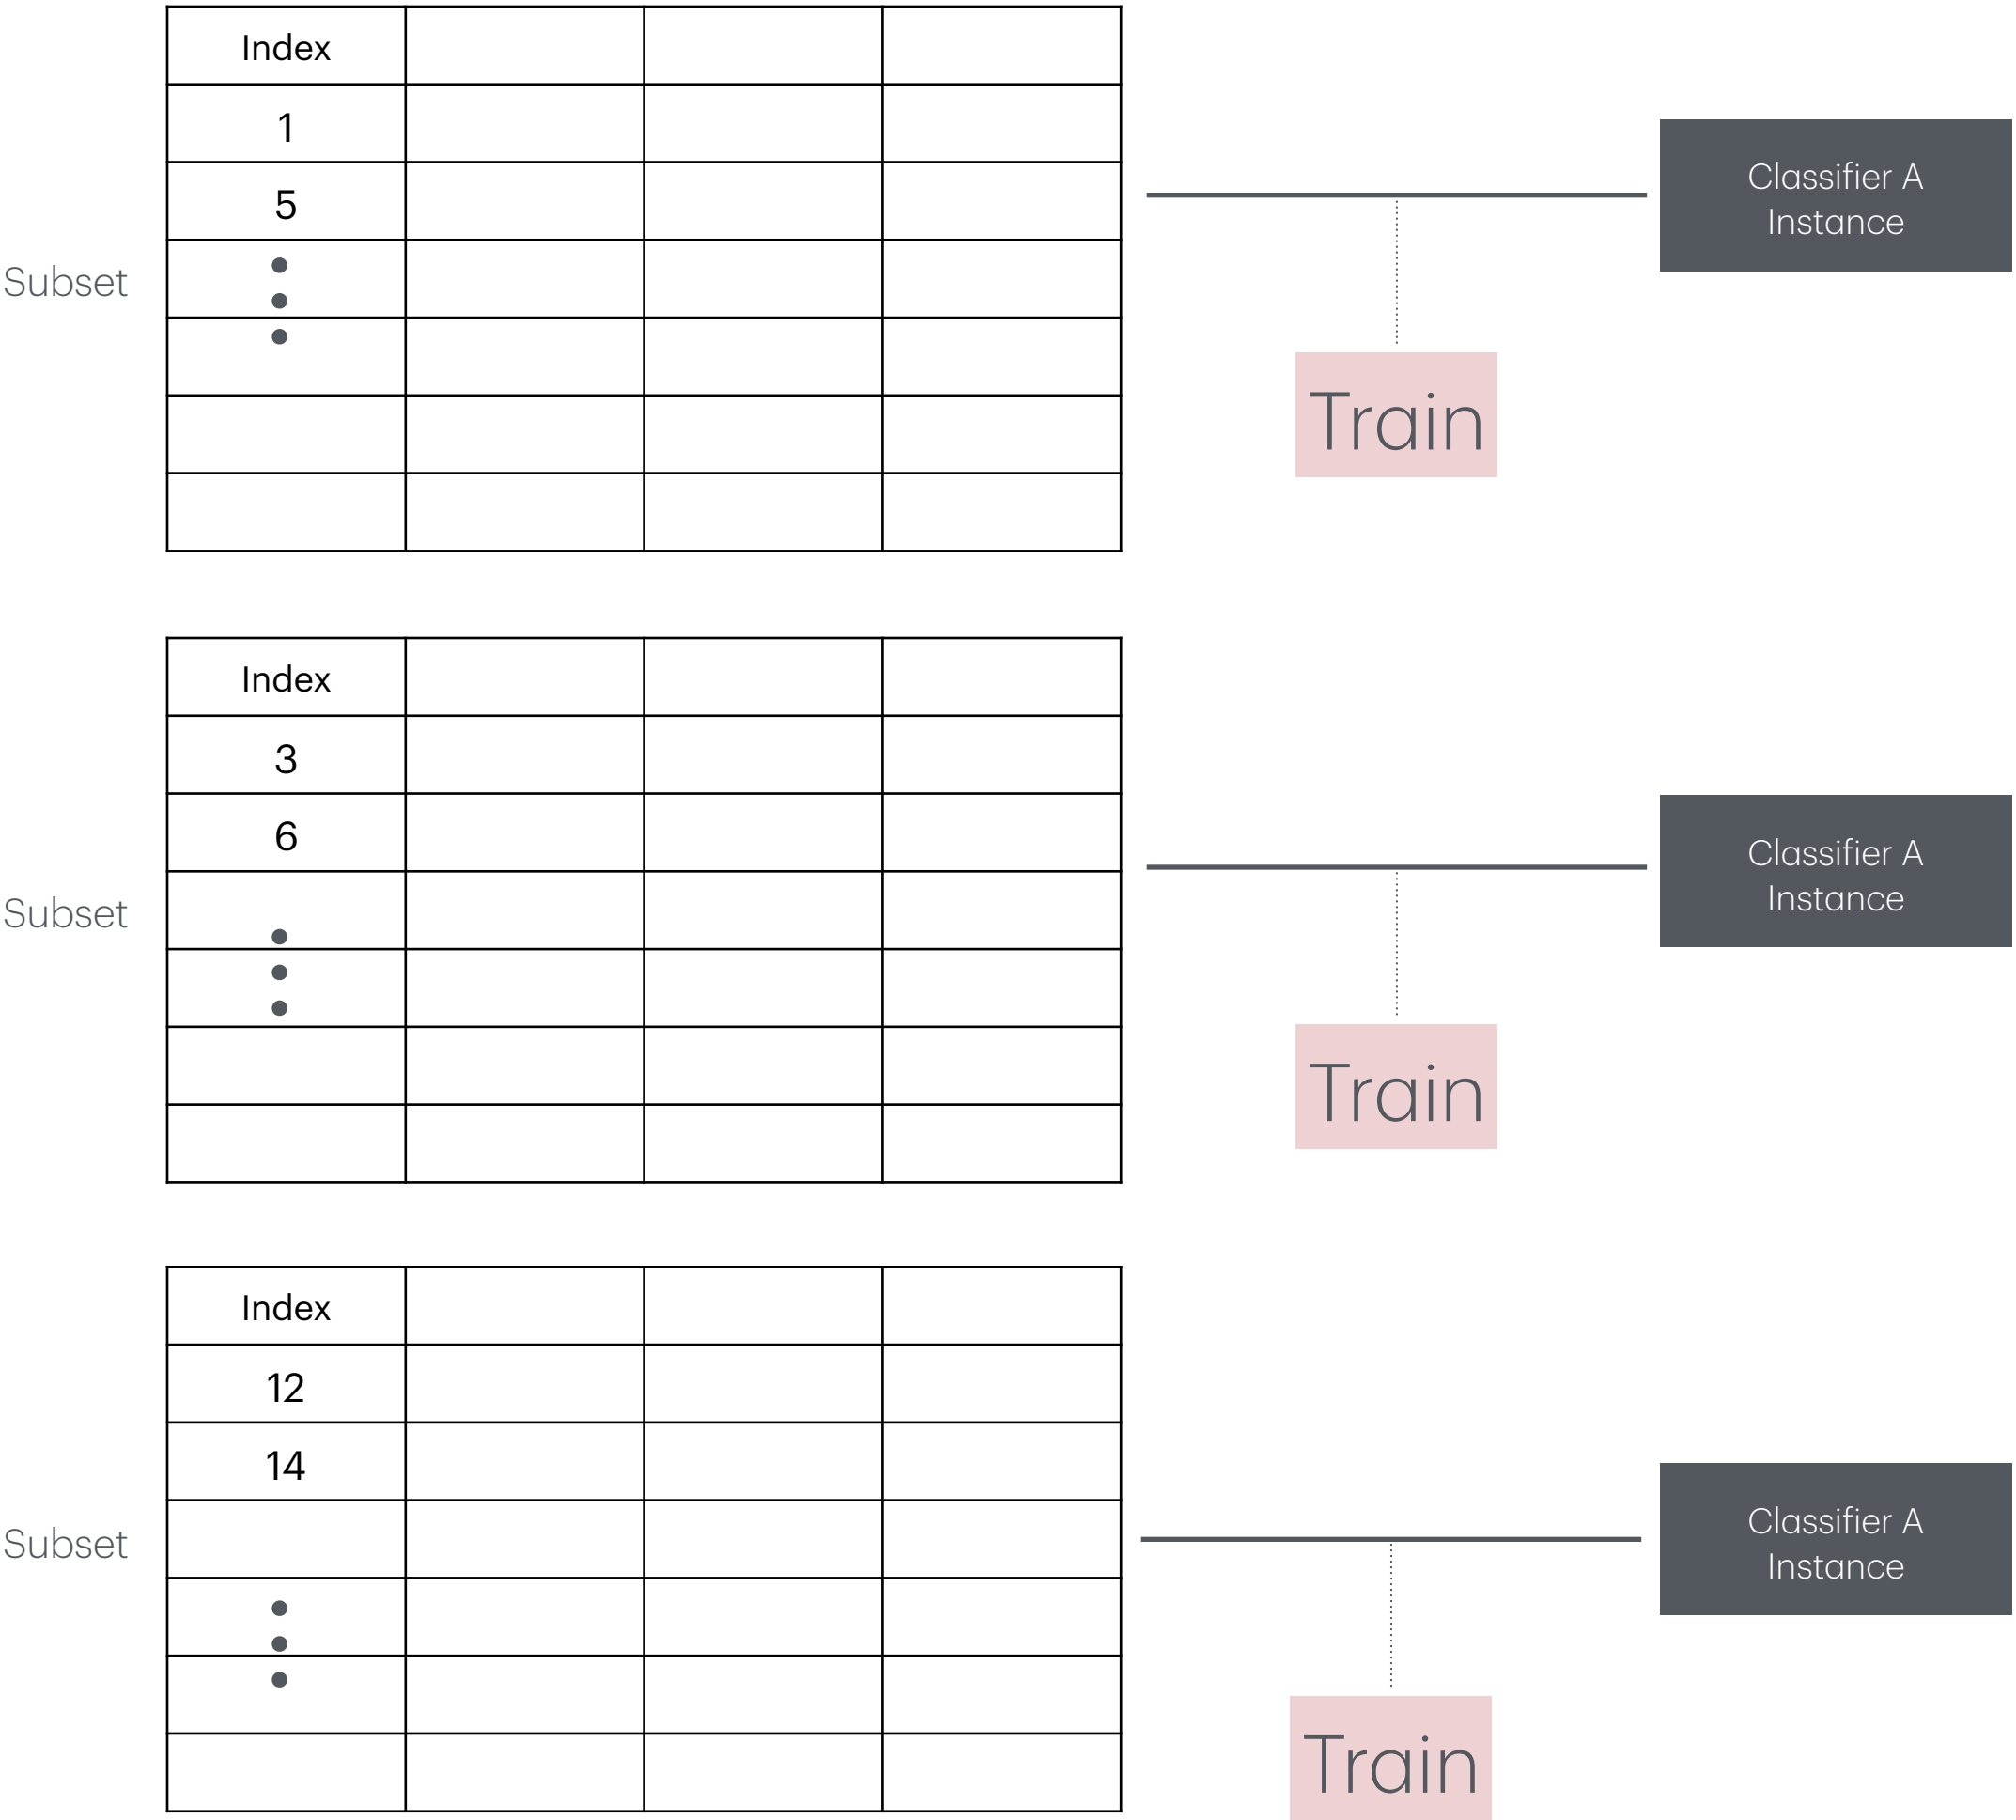 Index
1
5
Subset
Classifier A
Instance
Train
Index
3
6
Subset
Classifier A
Instance
Train
Index
12
14
Subset
Classifier A
Instance
Train